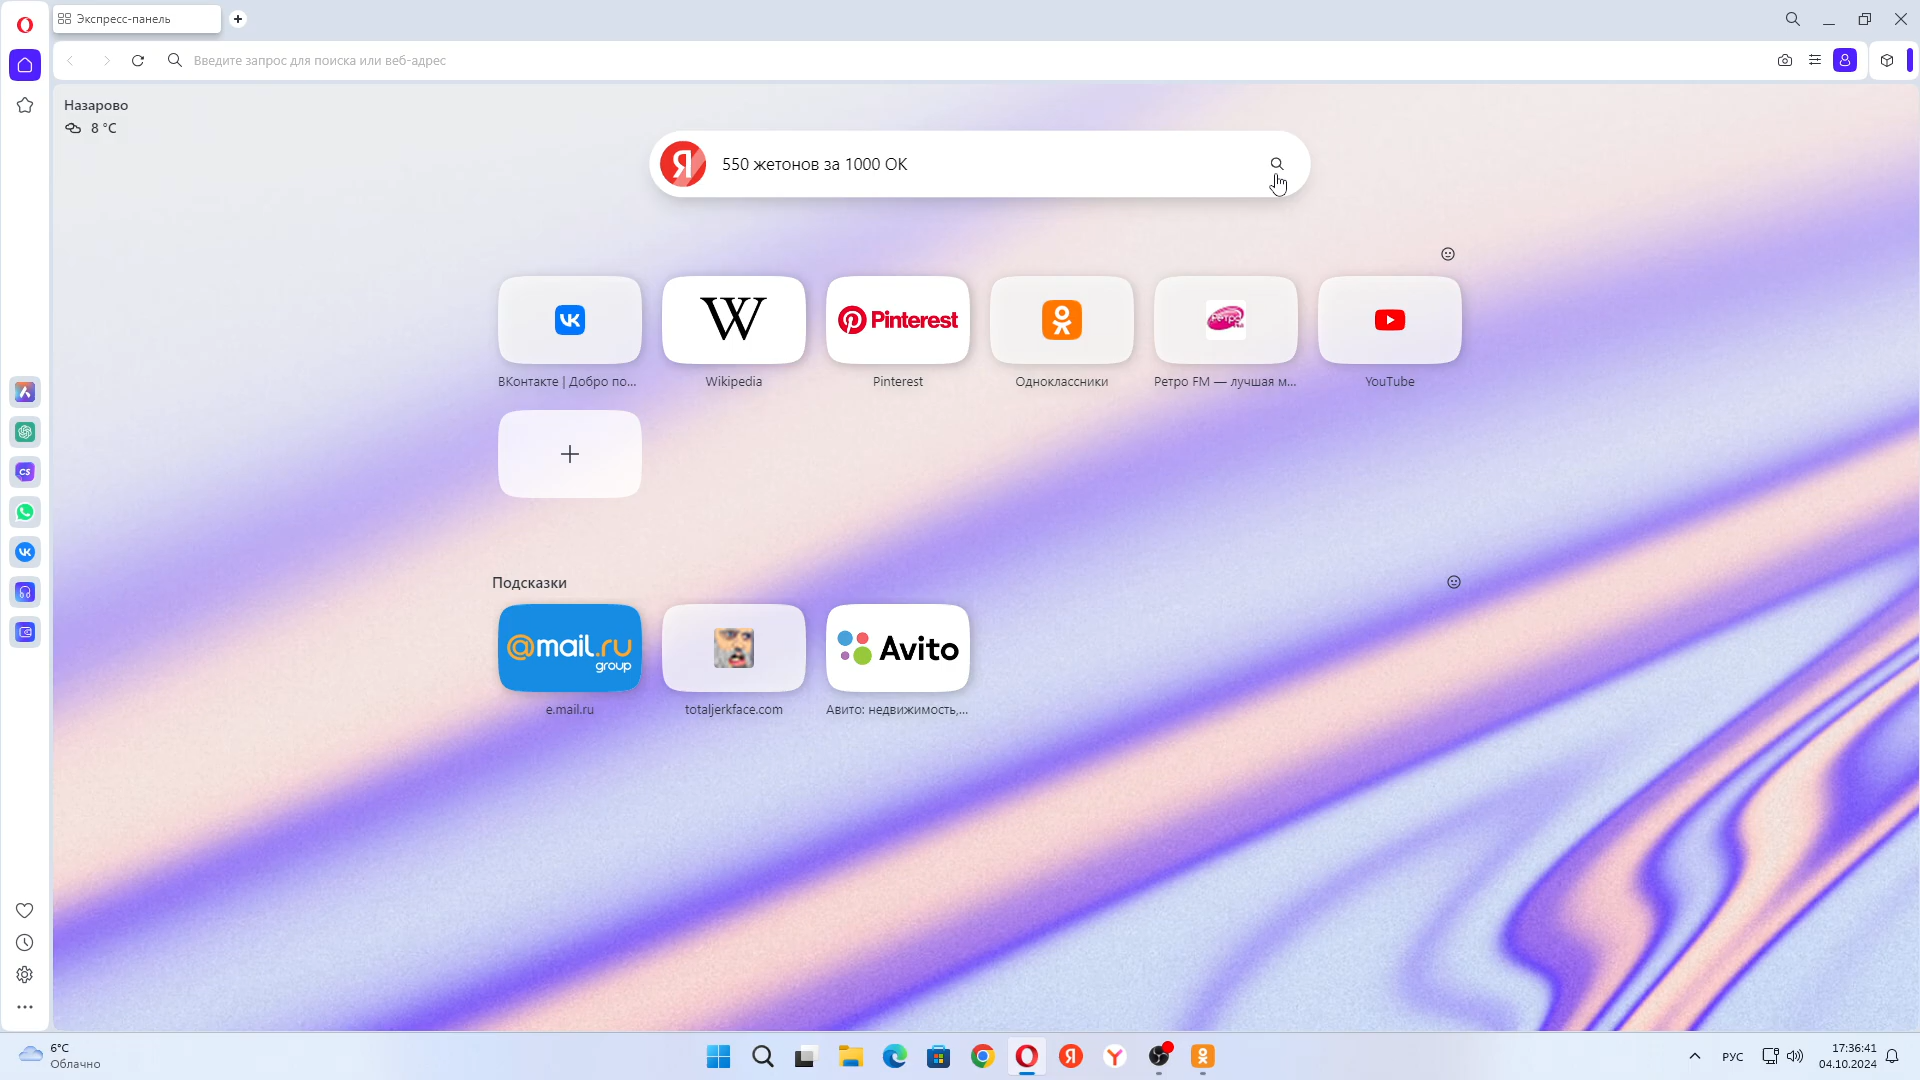 Экспресс-панель
Введите запрос для поиска или веб-адрес
Назарово
8 °C
Я
550 жетонов за 1000 ОК
W
Pinterest
Ретро FM
ВКонтакте | Добро по...
Wikipedia
Pinterest
Одноклассники
Ретро FM — лучшая м...
YouTube
Подсказки
@mail.ru
group
Avito
e.mail.ru
totaljerkface.com
Авито: недвижимость,...
6°C
Облачно
РУС
17:36:41
04.10.2024